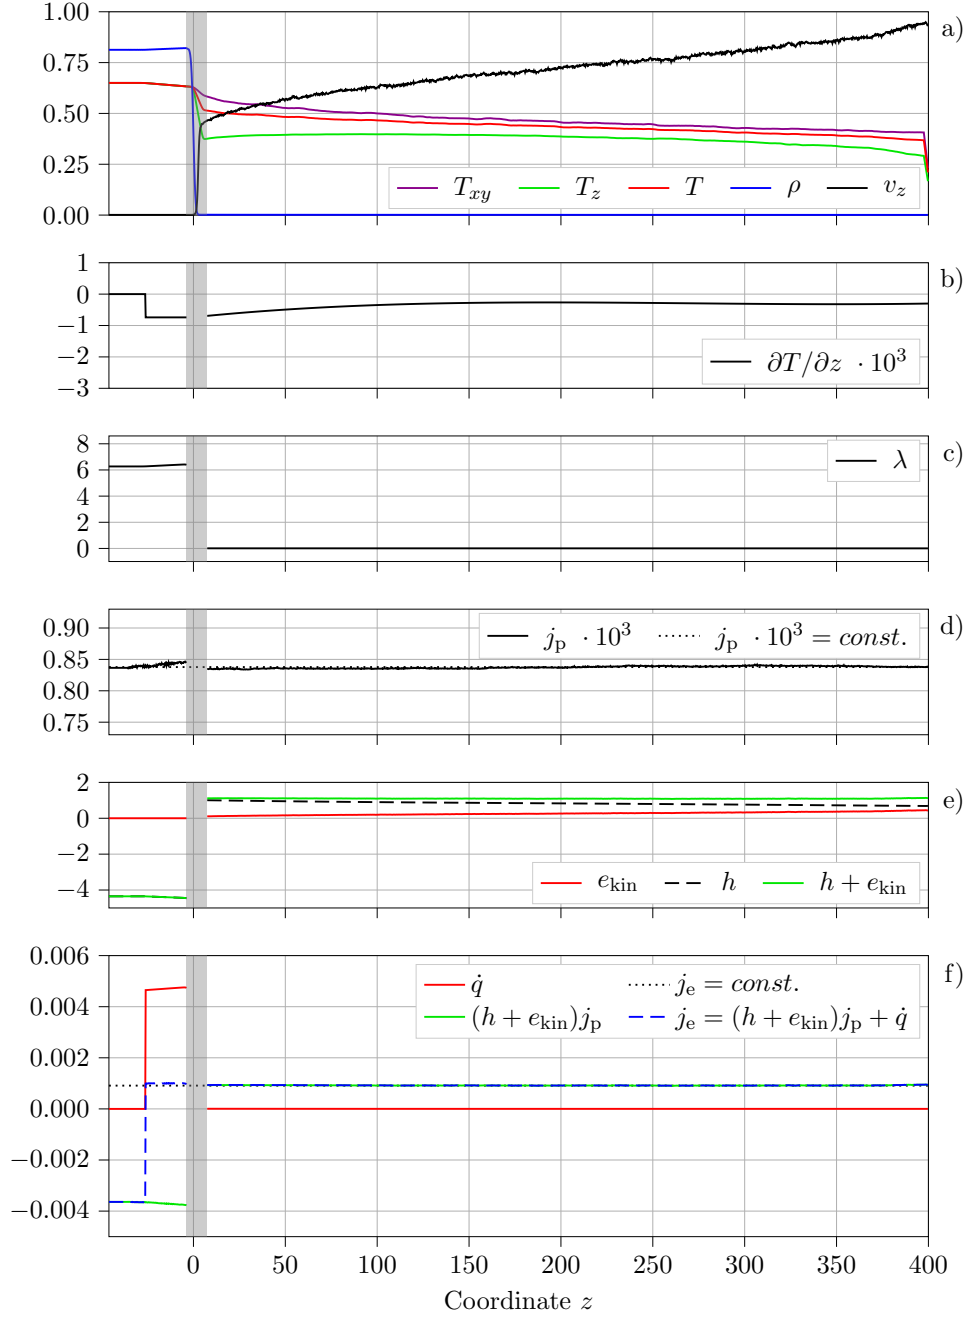 1.00
a)
0.75
0.50
0.25
0.00
T_xy T_z T ρ v_z
1
b)
0
−1
−2
−3
∂T/∂z · 10³
8
c)
6
4
2
0
λ
0.90
d)
0.85
0.80
0.75
j_p · 10³ j_p · 10³ = const.
2
e)
0
−2
−4
e_kin h h + e_kin
0.006
f)
0.004
0.002
0.000
−0.002
−0.004
q̇ j_e = const.
(h + e_kin)j_p j_e = (h + e_kin)j_p + q̇
0 50 100 150 200 250 300 350 400
Coordinate z